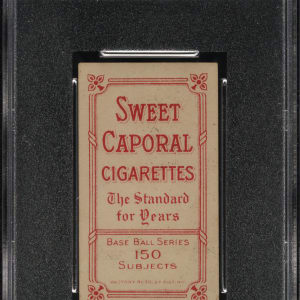 SWEET
CAPORAL
CIGARETTES
The Standard
for Years
BASE BALL SERIES
150
SUBJECTS